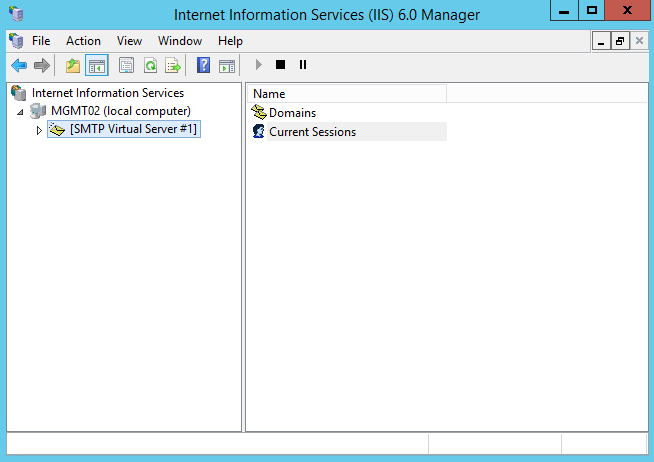 Internet Information Services (IIS) 6.0 Manager
File Action View Window Help
Internet Information Services
MGMT02 (local computer)
[SMTP Virtual Server #1]
Name
Domains
Current Sessions